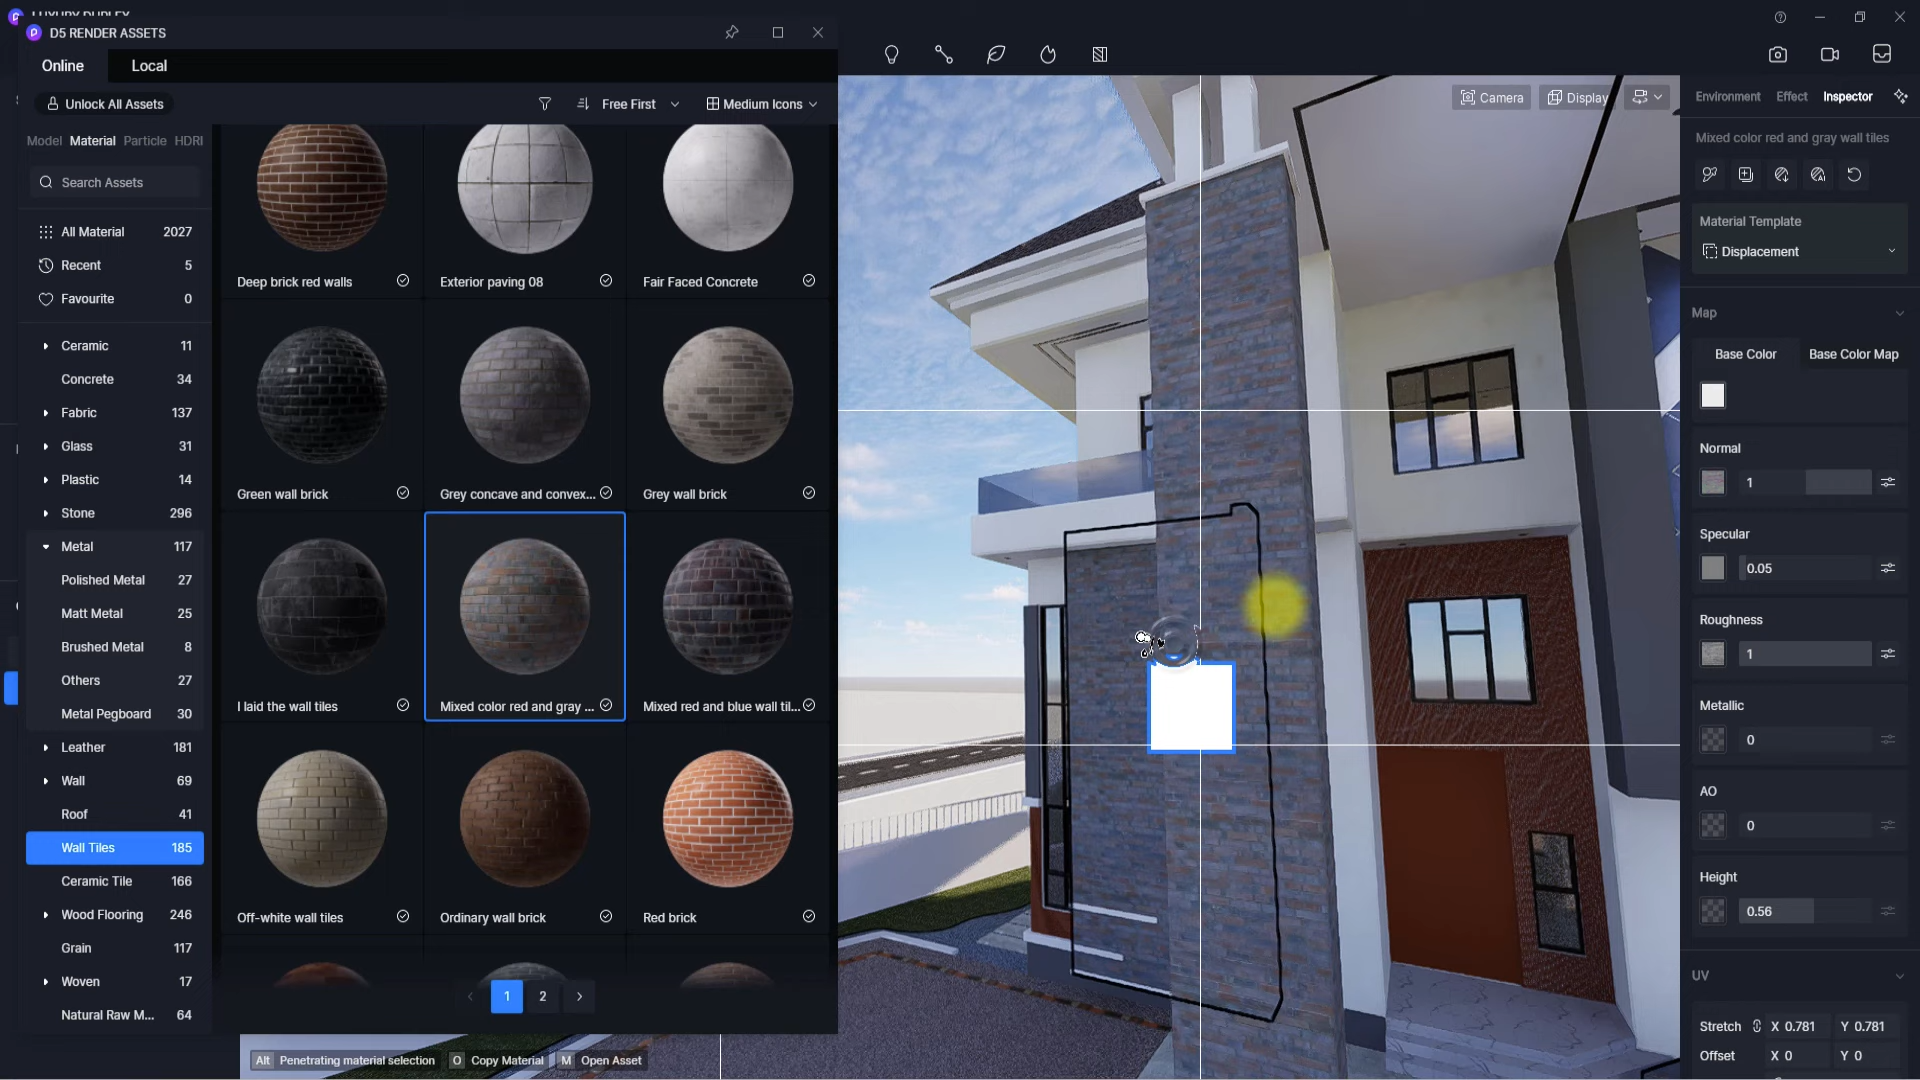 D5 RENDER ASSETS
Online
Local
Unlock All Assets
Free First
Medium Icons
Model Material Particle HDRI
Search Assets
All Material 2027
Recent 5
Favourite 0
Ceramic 11
Concrete 34
Fabric 137
Glass 31
Plastic 14
Stone 296
Metal 117
Polished Metal 27
Matt Metal 25
Brushed Metal 8
Others 27
Metal Pegboard 30
Leather 181
Wall 69
Roof 41
Wall Tiles 185
Ceramic Tile 166
Wood Flooring 246
Grain 117
Woven 17
Natural Raw M... 64
Deep brick red walls
Exterior paving 08
Fair Faced Concrete
Green wall brick
Grey concave and convex...
Grey wall brick
I laid the wall tiles
Mixed color red and gray ...
Mixed red and blue wall til...
Off-white wall tiles
Ordinary wall brick
Red brick
1
2
Alt Penetrating material selection O Copy Material M Open Asset
Camera
Display
Environment Effect Inspector
Mixed color red and gray wall tiles
Material Template
Displacement
Map
Base Color
Base Color Map
Normal
1
Specular
0.05
Roughness
1
Metallic
0
AO
0
Height
0.56
UV
Stretch X 0.781 Y 0.781
Offset X 0 Y 0